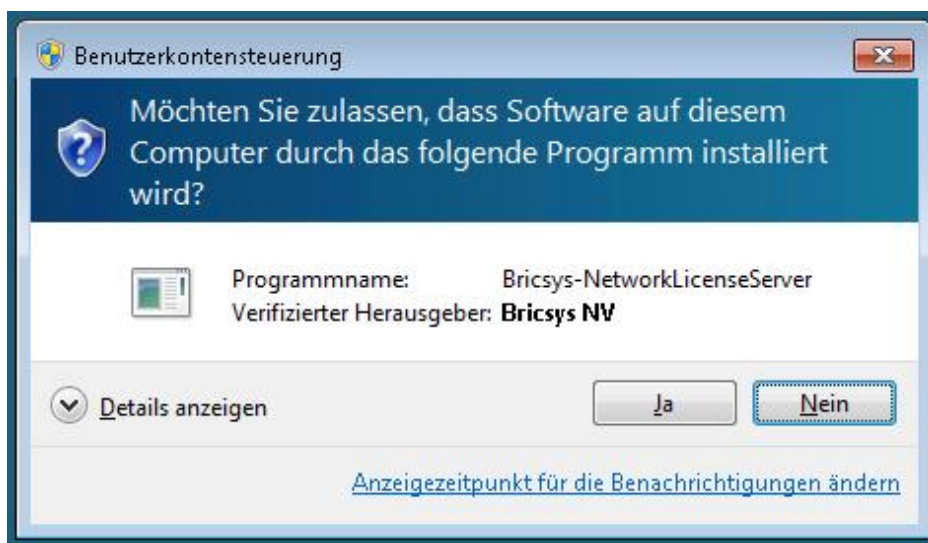 Benutzerkontensteuerung
Möchten Sie zulassen, dass Software auf diesem
Computer durch das folgende Programm installiert
wird?
Programmname: Bricsys-NetworkLicenseServer
Verifizierter Herausgeber: Bricsys NV
Details anzeigen
Ja Nein
Anzeigezeitpunkt für die Benachrichtigungen ändern